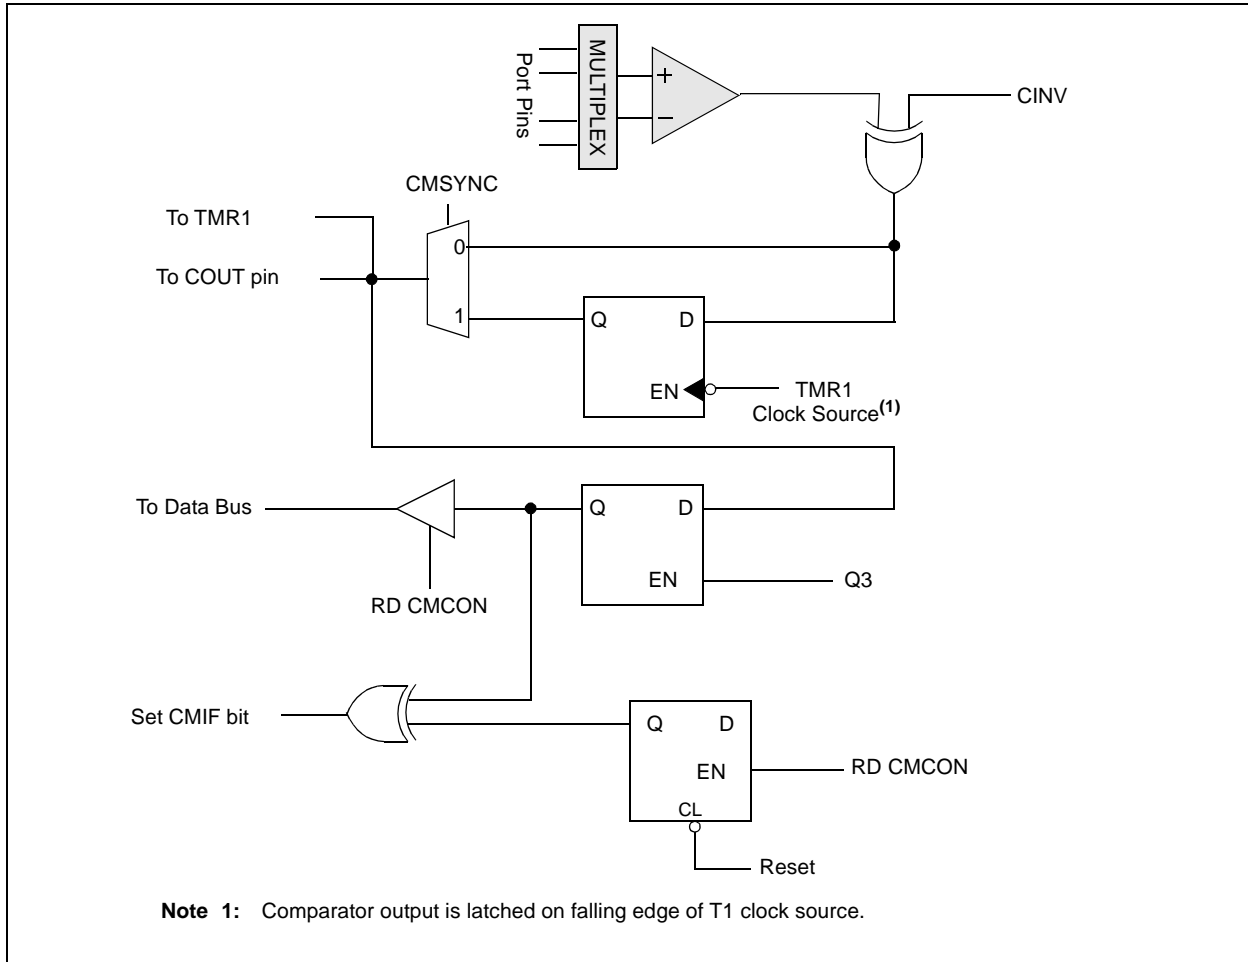 MULTIPLEX
Port Pins
+
−
CINV
CMSYNC
To TMR1
0
To COUT pin
1
Q D
EN
TMR1
Clock Source(1)
To Data Bus
Q D
EN
Q3
RD CMCON
Set CMIF bit
Q D
EN
RD CMCON
CL
Reset
Note 1: Comparator output is latched on falling edge of T1 clock source.